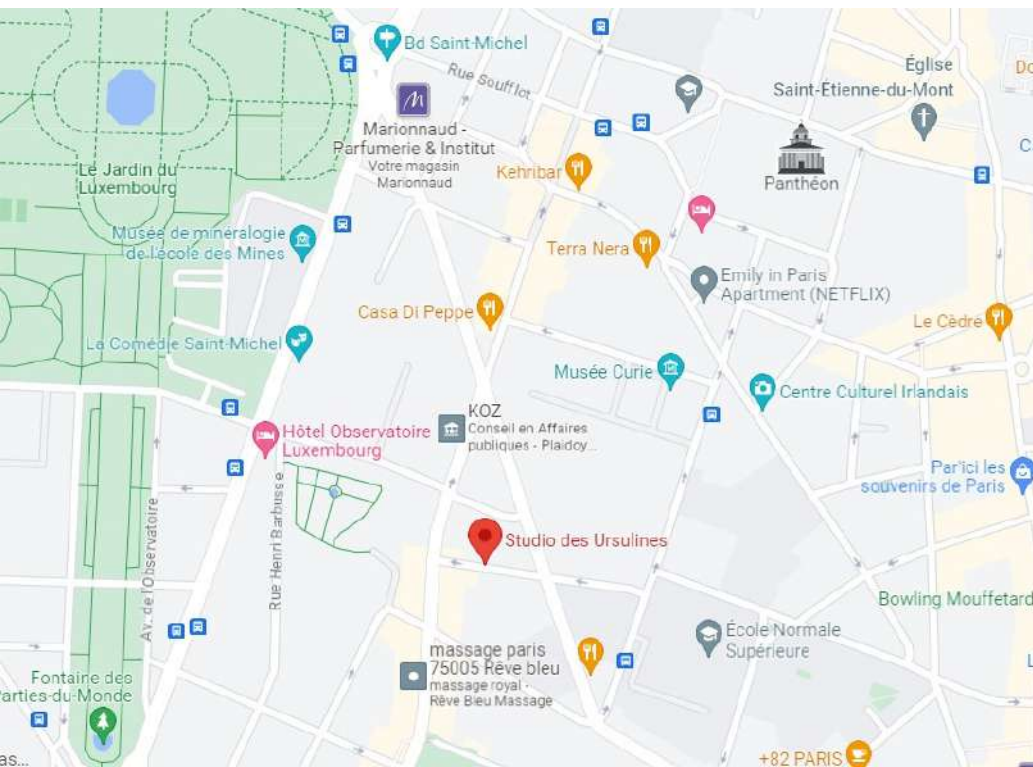 Bd Saint-Michel
Rue Soufflot
Église
Saint-Étienne-du-Mont
Marionnaud -
Parfumerie & Institut
Votre magasin
Marionnaud
Panthéon
Kehribar
Le Jardin du
Luxembourg
Musée de minéralogie
de l'école des Mines
Terra Nera
Emily in Paris
Apartment (NETFLIX)
Casa Di Peppe
Le Cèdre
La Comédie Saint-Michel
Musée Curie
Centre Culturel Irlandais
KOZ
Conseil en Affaires
publiques - Plaidoy...
Hôtel Observatoire
Luxembourg
Par'ici les
souvenirs de Paris
Av. de l'Observatoire
Rue Henri Barbusse
Studio des Ursulines
Bowling Mouffetard
École Normale
Supérieure
massage paris
75005 Rêve bleu
massage royal -
Rêve Bleu Massage
Fontaine des
Parties-du-Monde
+82 PARIS